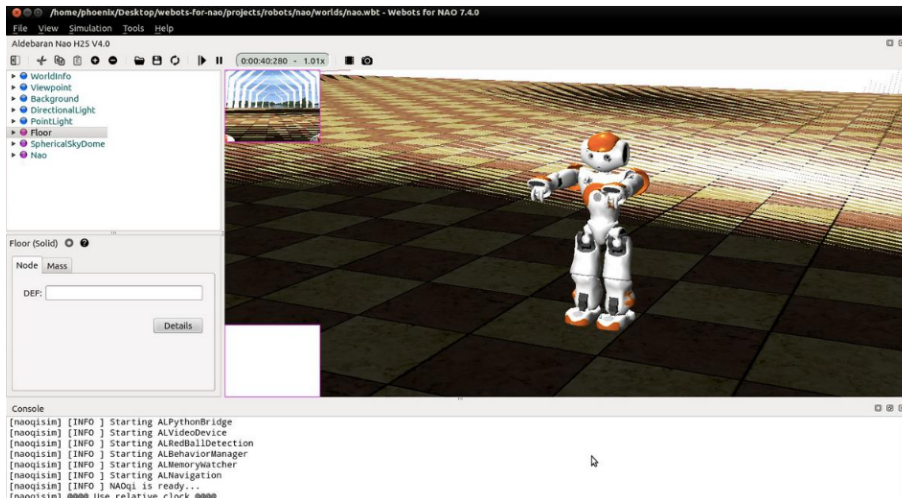 /home/phoenix/Desktop/webots-for-nao/projects/robots/nao/worlds/nao.wbt - Webots for NAO 7.4.0
File View Simulation Tools Help
Aldebaran Nao H25 V4.0
0:00:40:280 - 1.01x
WorldInfo
Viewpoint
Background
DirectionalLight
PointLight
Floor
SphericalSkyDome
Nao
Floor (Solid)
Node Mass
DEF:
Details
Console
[naoqisim] [INFO ] Starting ALPythonBridge
[naoqisim] [INFO ] Starting ALVideoDevice
[naoqisim] [INFO ] Starting ALRedBallDetection
[naoqisim] [INFO ] Starting ALBehaviorManager
[naoqisim] [INFO ] Starting ALMemoryWatcher
[naoqisim] [INFO ] Starting ALNavigation
[naoqisim] [INFO ] NAOqi is ready...
[naoqisim] @@@@ Use relative clock @@@@